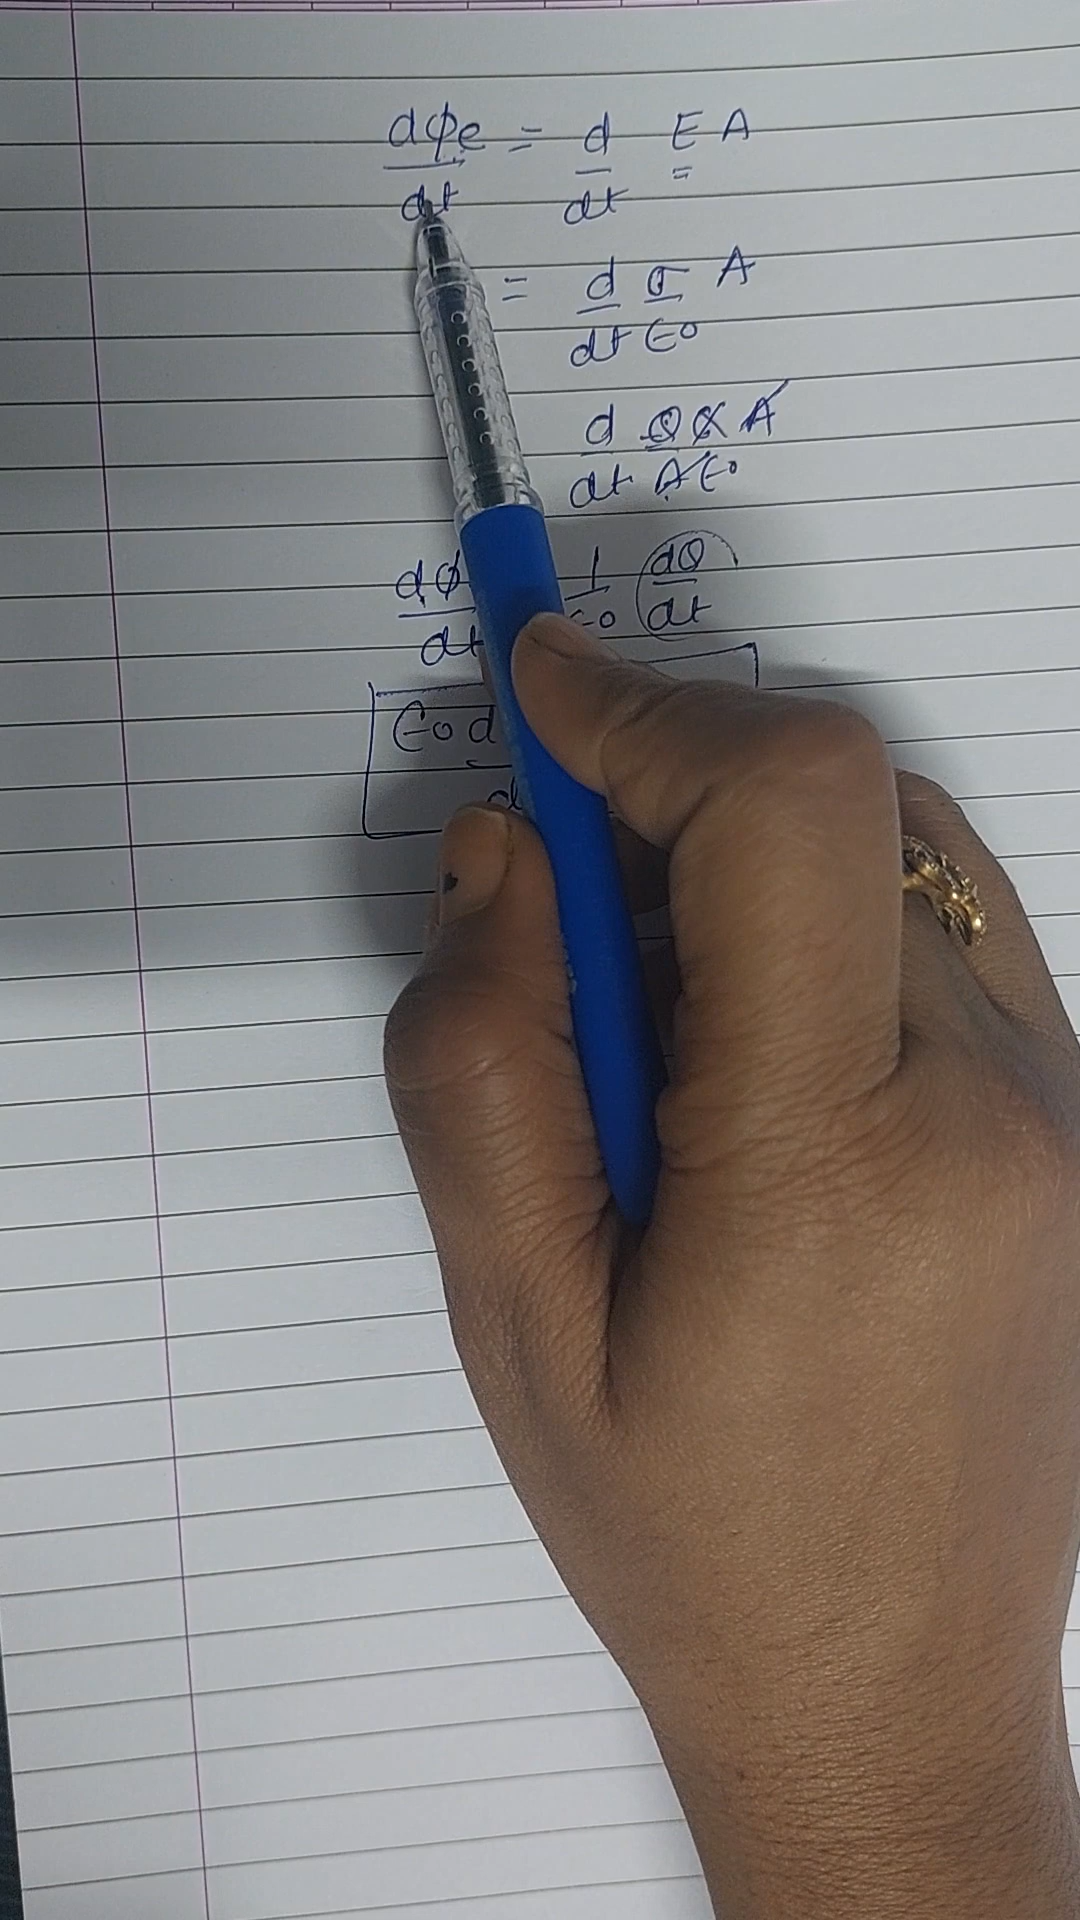 dφe/dt = d/dt E A
= d/dt σ/ϵ0 A
d/dt Q/A ϵ0 × A
dφ/dt 1/ϵ0 dQ/dt
ϵ0 d